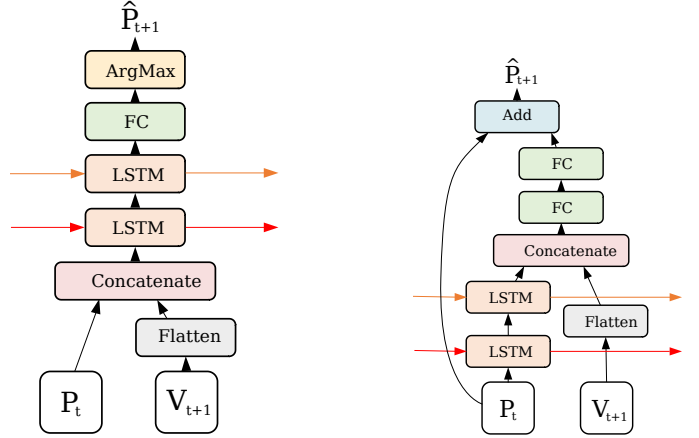 P̂t+1
ArgMax
FC
LSTM
LSTM
Concatenate
Flatten
Pt
Vt+1
P̂t+1
Add
FC
FC
Concatenate
LSTM
Flatten
LSTM
Pt
Vt+1